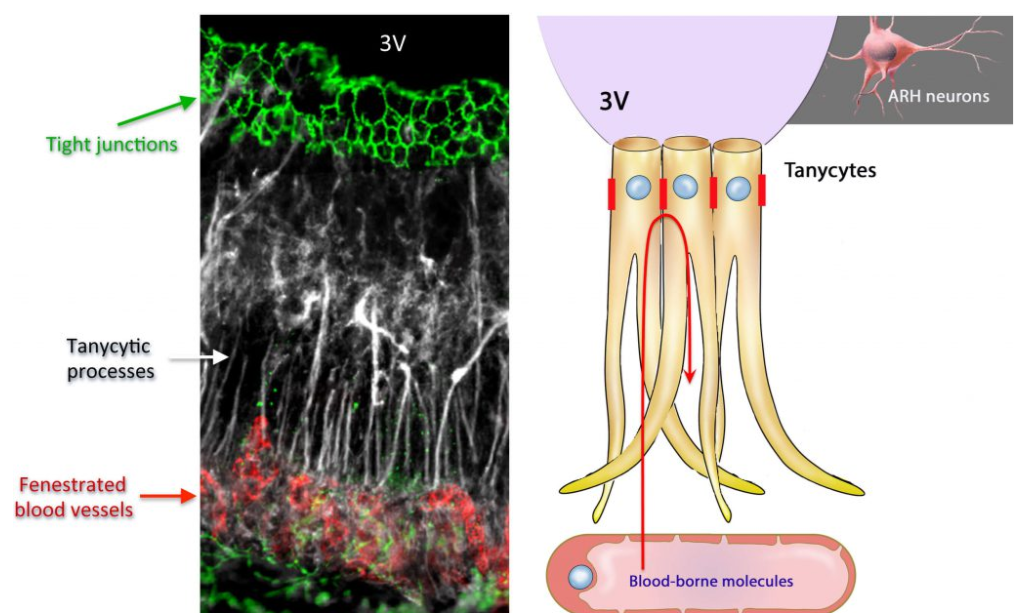 3V
Tight junctions
Tanycytic
processes
Fenestrated
blood vessels
3V
ARH neurons
Tanycytes
Blood-borne molecules